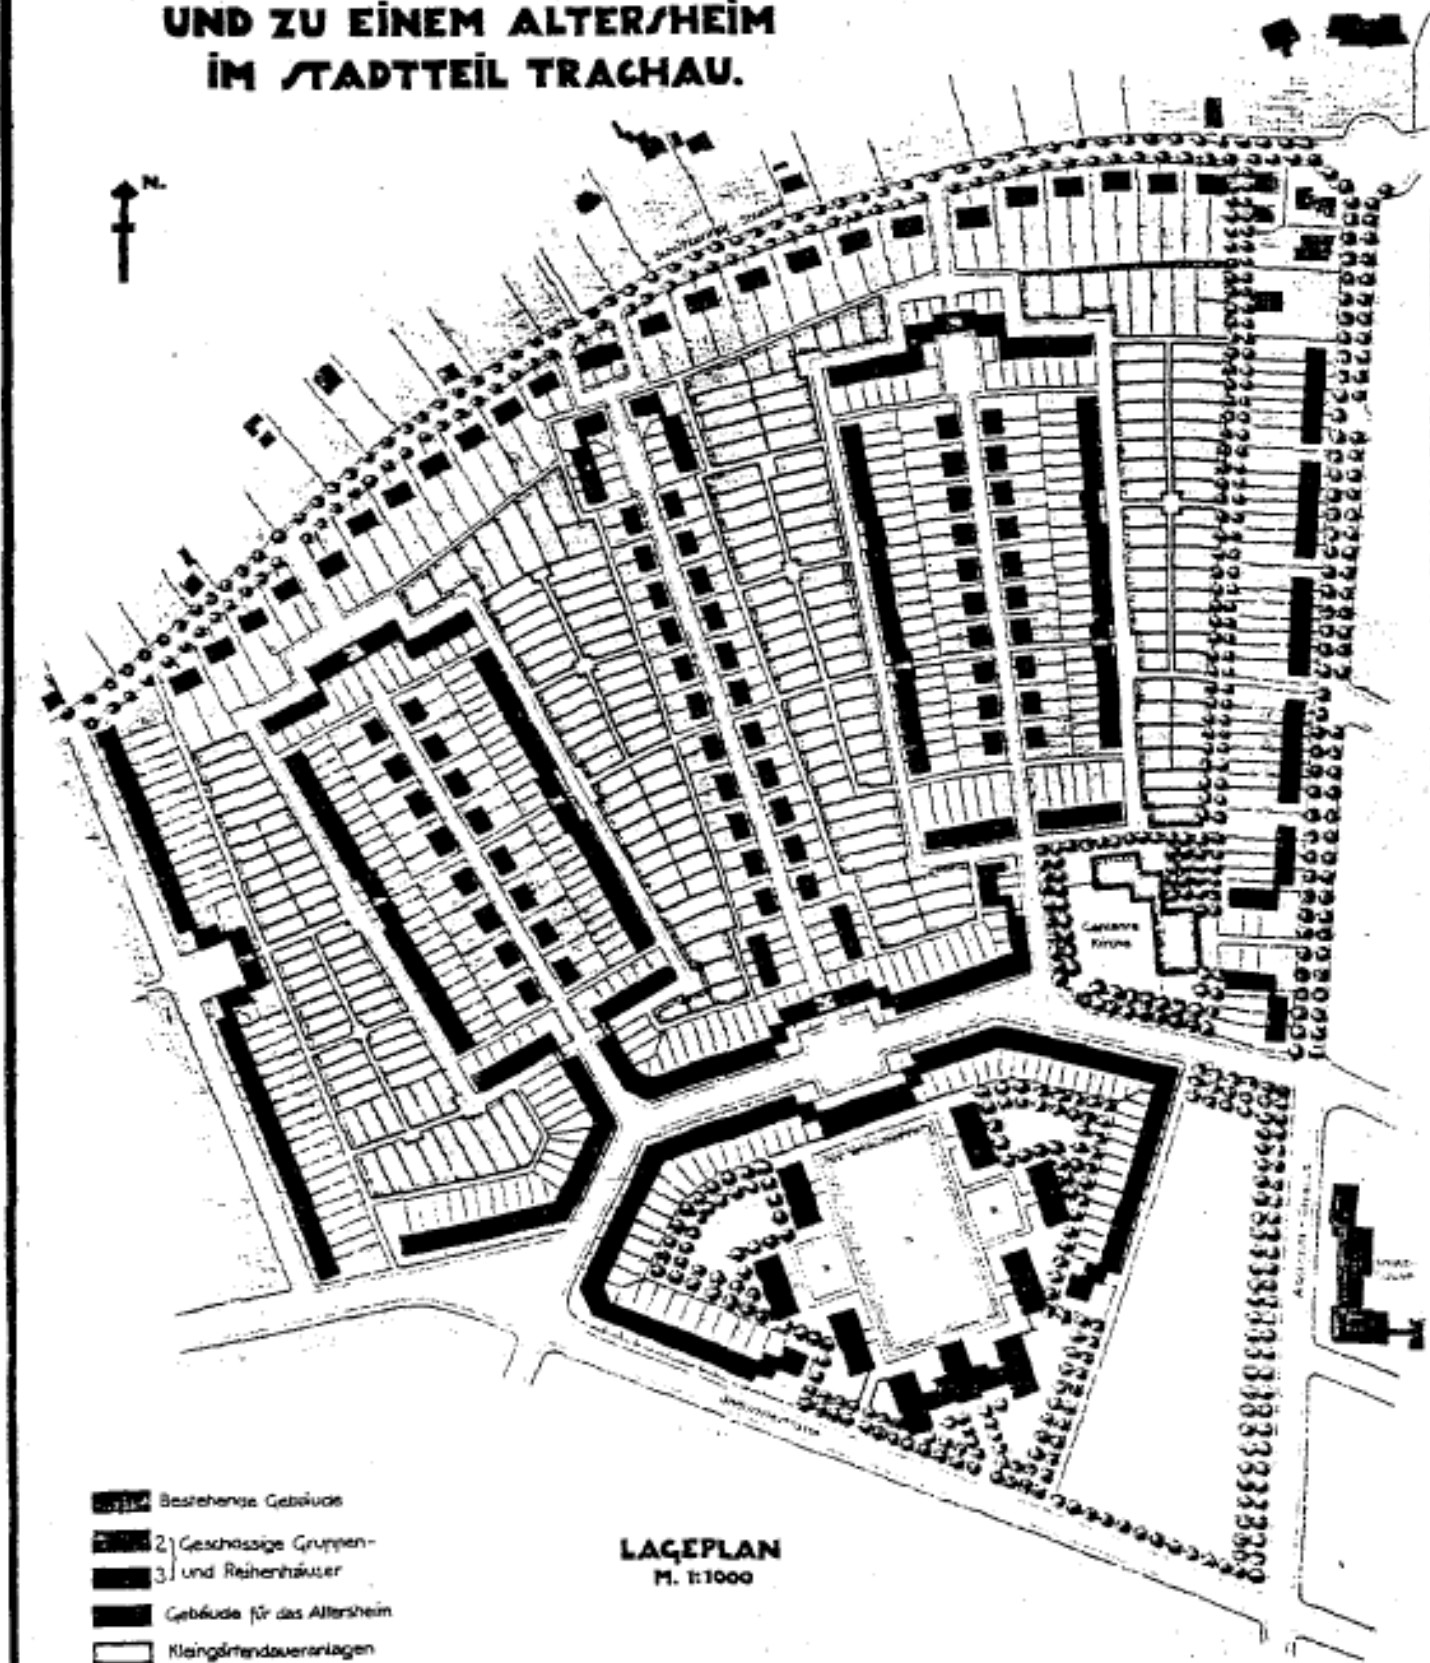 UND ZU EINEM ALTERSHEIM
IM STADTTEIL TRACHAU.
N.
Kirche
LAGEPLAN
M. 1:1000
Bestehende Gebäude
2 Geschossige Gruppen-
3 und Reihenhäuser
Gebäude für das Altersheim
Kleingärtendaueranlagen